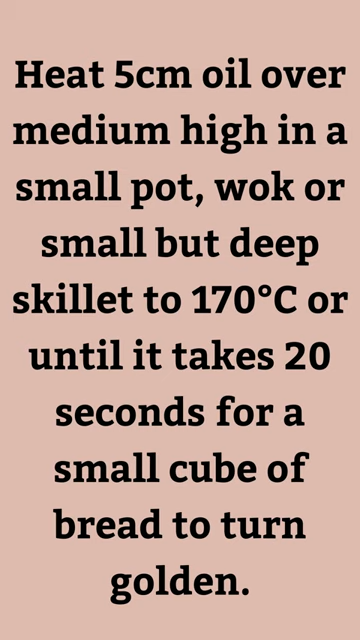 Heat 5cm oil over
medium high in a
small pot, wok or
small but deep
skillet to 170°C or
until it takes 20
seconds for a
small cube of
bread to turn
golden.